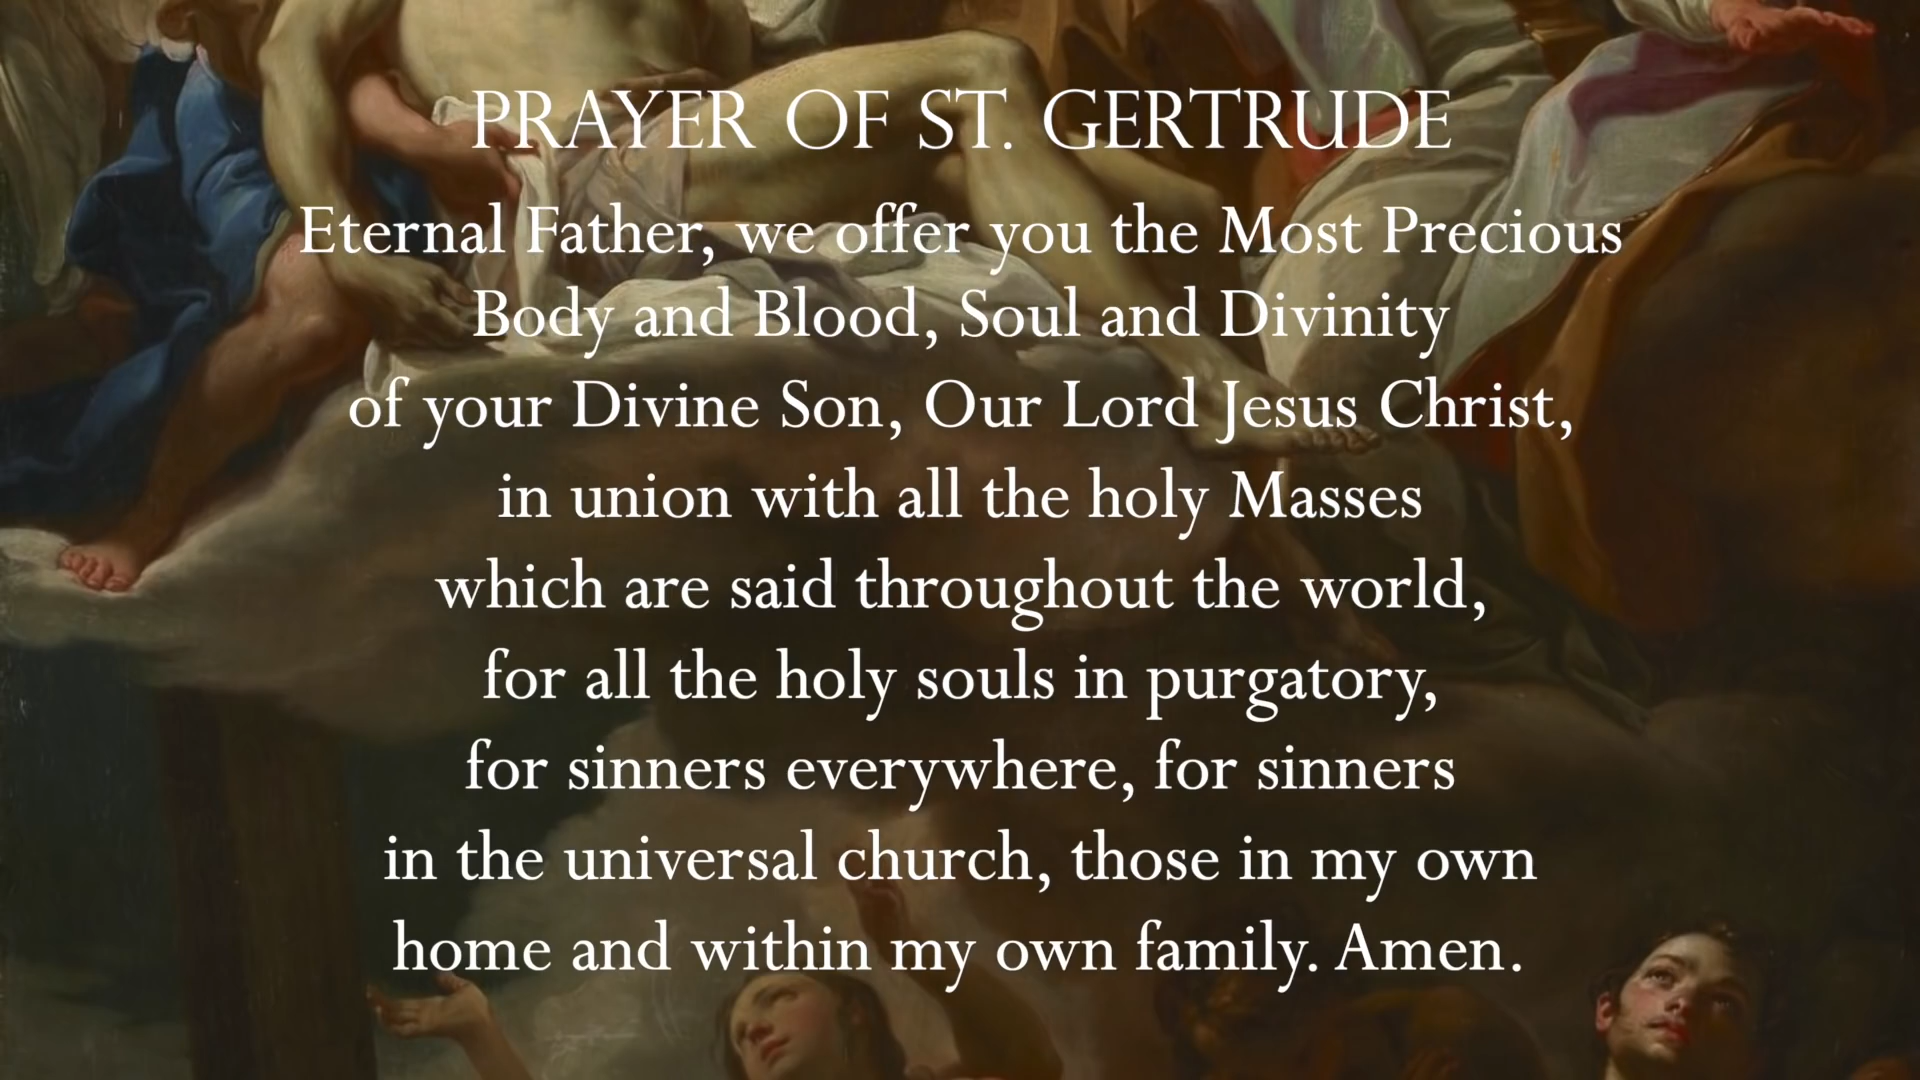 PRAYER OF ST. GERTRUDE
Eternal Father, we offer you the Most Precious
Body and Blood, Soul and Divinity
of your Divine Son, Our Lord Jesus Christ,
in union with all the holy Masses
which are said throughout the world,
for all the holy souls in purgatory,
for sinners everywhere, for sinners
in the universal church, those in my own
home and within my own family. Amen.